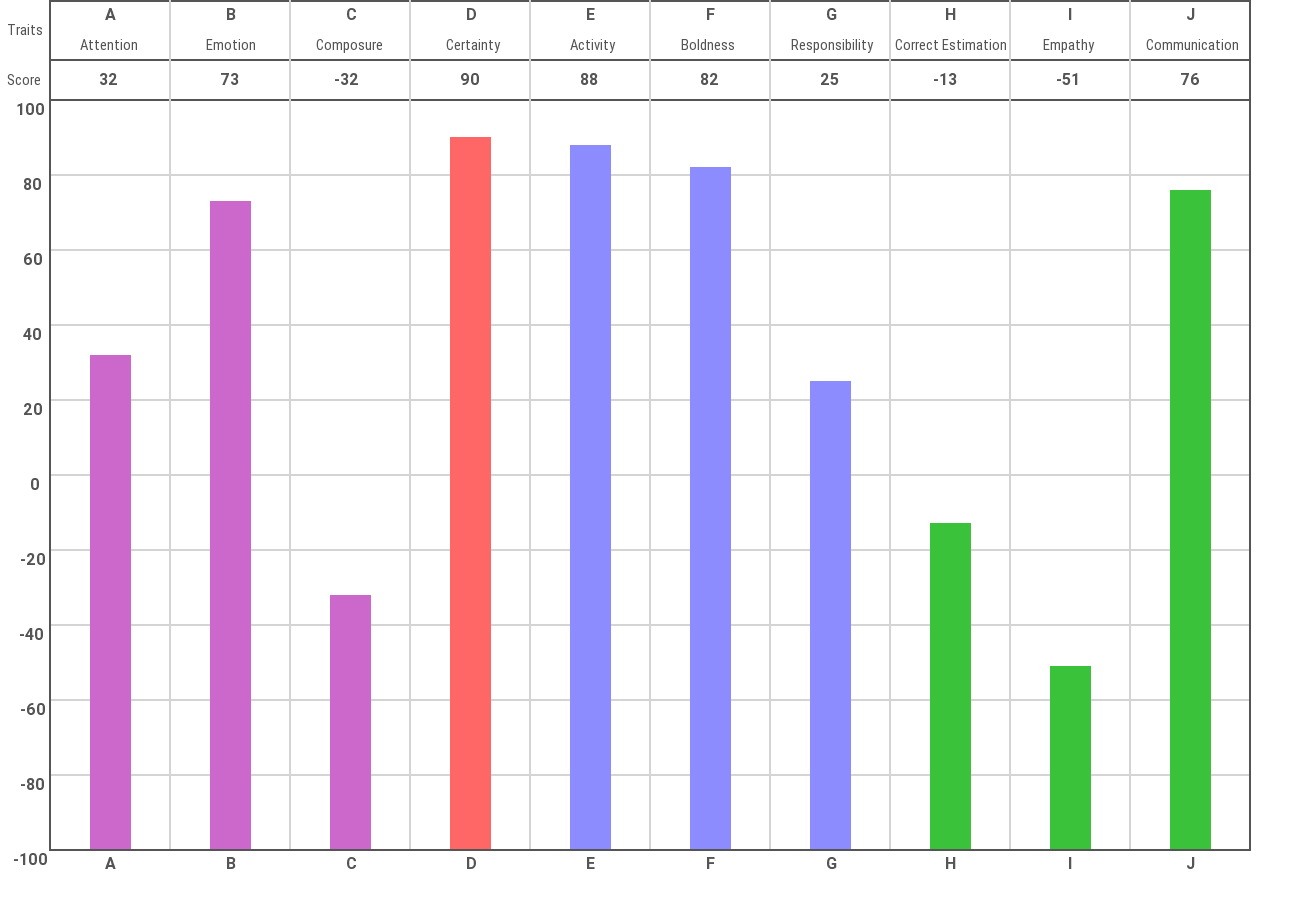 A B C D E F G H I J
Traits
Attention Emotion Composure Certainty Activity Boldness Responsibility Correct Estimation Empathy Communication
Score 32 73 -32 90 88 82 25 -13 -51 76
100
80
60
40
20
0
-20
-40
-60
-80
-100
A B C D E F G H I J